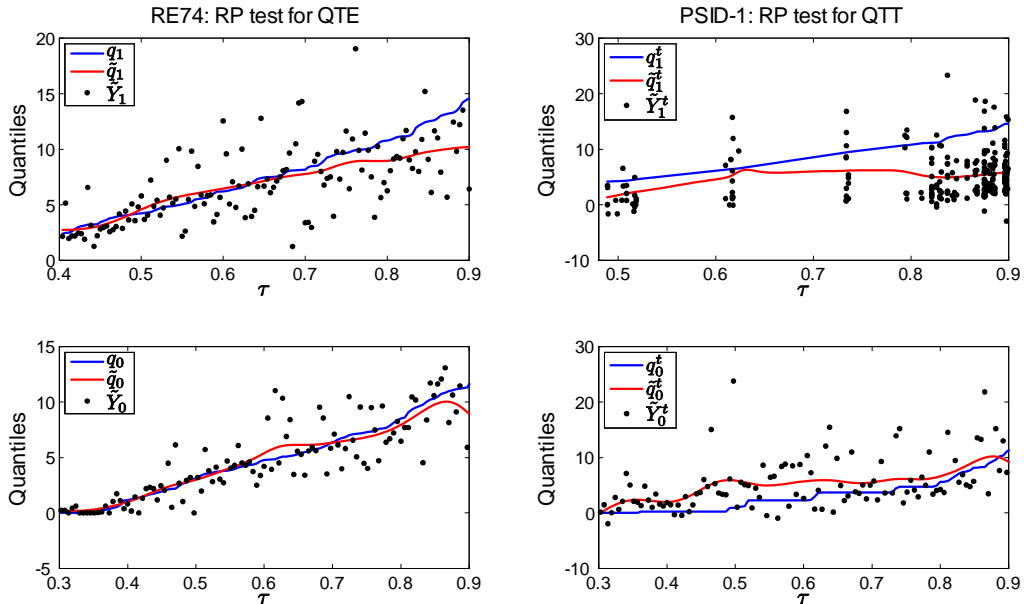 RE74: RP test for QTE
20
15
10
5
0
Quantiles
q₁
q̃₁
Ỹ₁
0.4 0.5 0.6 0.7 0.8 0.9
τ
PSID-1: RP test for QTT
30
20
10
0
-10
Quantiles
q₁ᵗ
q̃₁ᵗ
Ỹ₁ᵗ
0.5 0.6 0.7 0.8 0.9
τ
15
10
5
0
-5
Quantiles
q₀
q̃₀
Ỹ₀
0.3 0.4 0.5 0.6 0.7 0.8 0.9
τ
30
20
10
0
-10
Quantiles
q₀ᵗ
q̃₀ᵗ
Ỹ₀ᵗ
0.3 0.4 0.5 0.6 0.7 0.8 0.9
τ